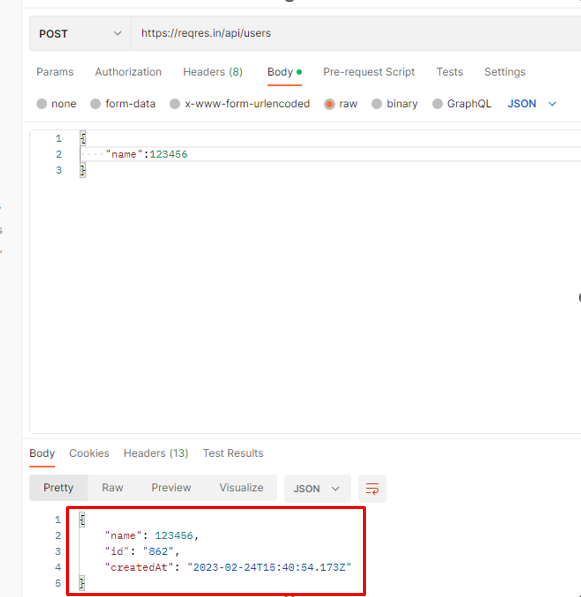 POST https://reqres.in/api/users
Params Authorization Headers (8) Body Pre-request Script Tests Settings
none form-data x-www-form-urlencoded raw binary GraphQL JSON
1 {
2 "name":123456
3 }
Body Cookies Headers (13) Test Results
Pretty Raw Preview Visualize JSON
1 {
2 "name": 123456,
3 "id": "862",
4 "createdAt": "2023-02-24T15:40:54.173Z"
5 }